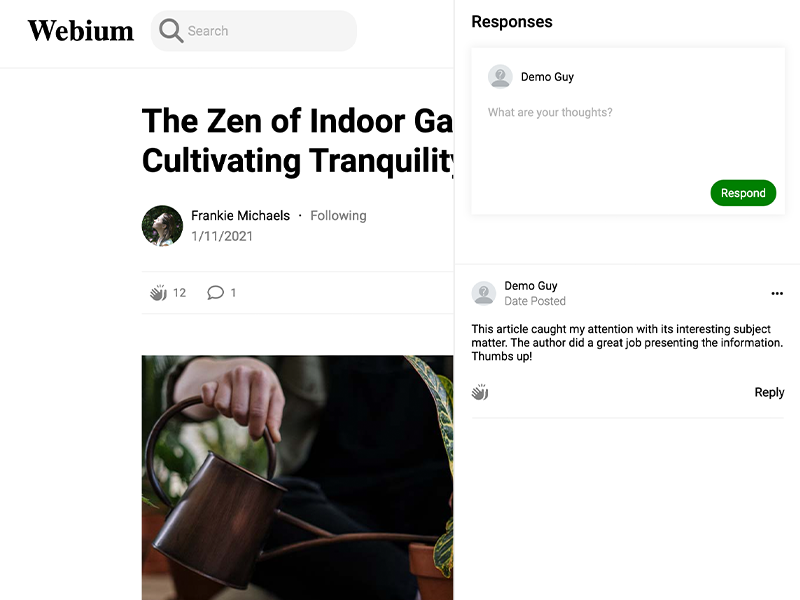 Webium
Search
The Zen of Indoor Ga
Cultivating Tranquility
Frankie Michaels · Following
1/11/2021
12
1
Responses
Demo Guy
What are your thoughts?
Respond
Demo Guy
Date Posted
This article caught my attention with its interesting subject
matter. The author did a great job presenting the information.
Thumbs up!
Reply